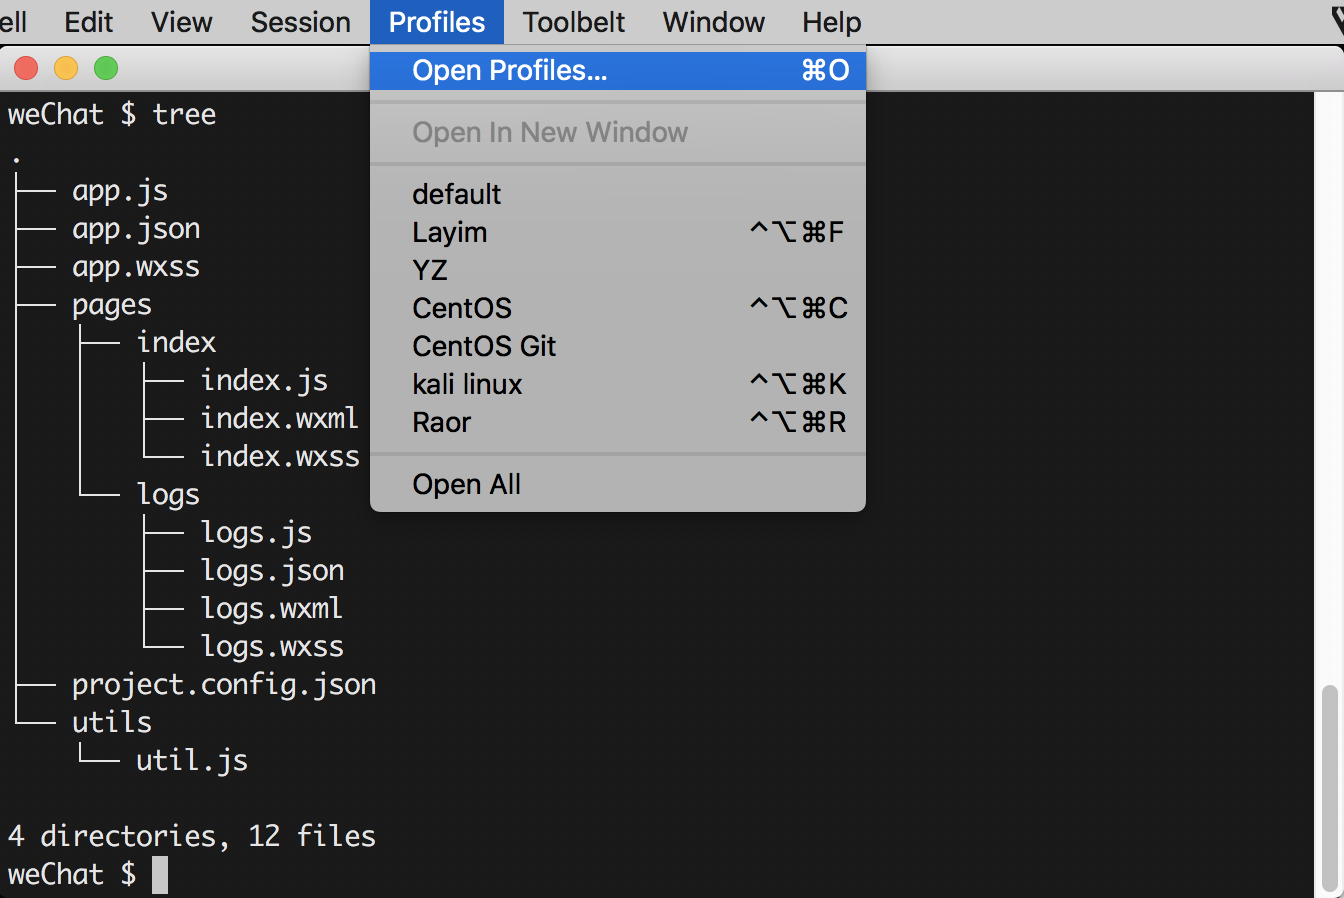 ell Edit View Session Profiles Toolbelt Window Help
Open Profiles... ⌘O
Open In New Window
default
Layim ^⌥⌘F
YZ
CentOS ^⌥⌘C
CentOS Git
kali linux ^⌥⌘K
Raor ^⌥⌘R
Open All
weChat $ tree
.
├── app.js
├── app.json
├── app.wxss
├── pages
│   ├── index
│   │   ├── index.js
│   │   ├── index.wxml
│   │   └── index.wxss
│   └── logs
│       ├── logs.js
│       ├── logs.json
│       ├── logs.wxml
│       └── logs.wxss
├── project.config.json
└── utils
    └── util.js
4 directories, 12 files
weChat $